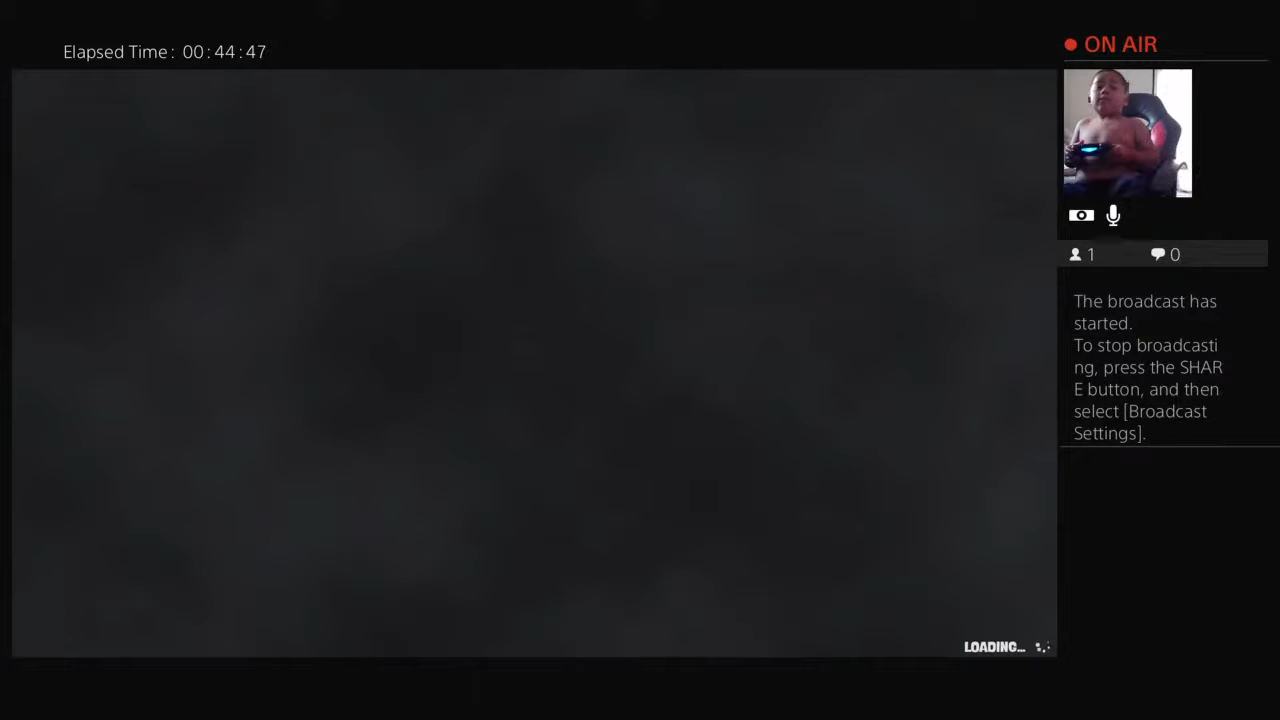 Elapsed Time: 00:44:47
ON AIR
1
0
The broadcast has
started.
To stop broadcasti
ng, press the SHAR
E button, and then
select [Broadcast
Settings].
LOADING...